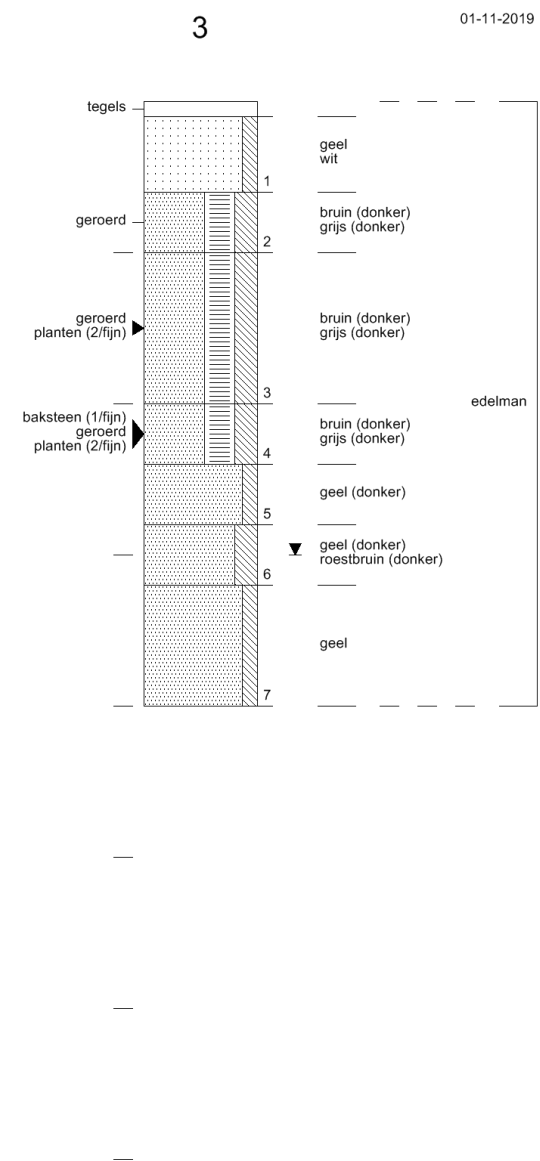 3
01-11-2019
tegels
geel
wit
1
geroerd
bruin (donker)
grijs (donker)
2
geroerd
planten (2/fijn)
bruin (donker)
grijs (donker)
3
edelman
baksteen (1/fijn)
geroerd
planten (2/fijn)
bruin (donker)
grijs (donker)
4
geel (donker)
5
geel (donker)
roestbruin (donker)
6
geel
7